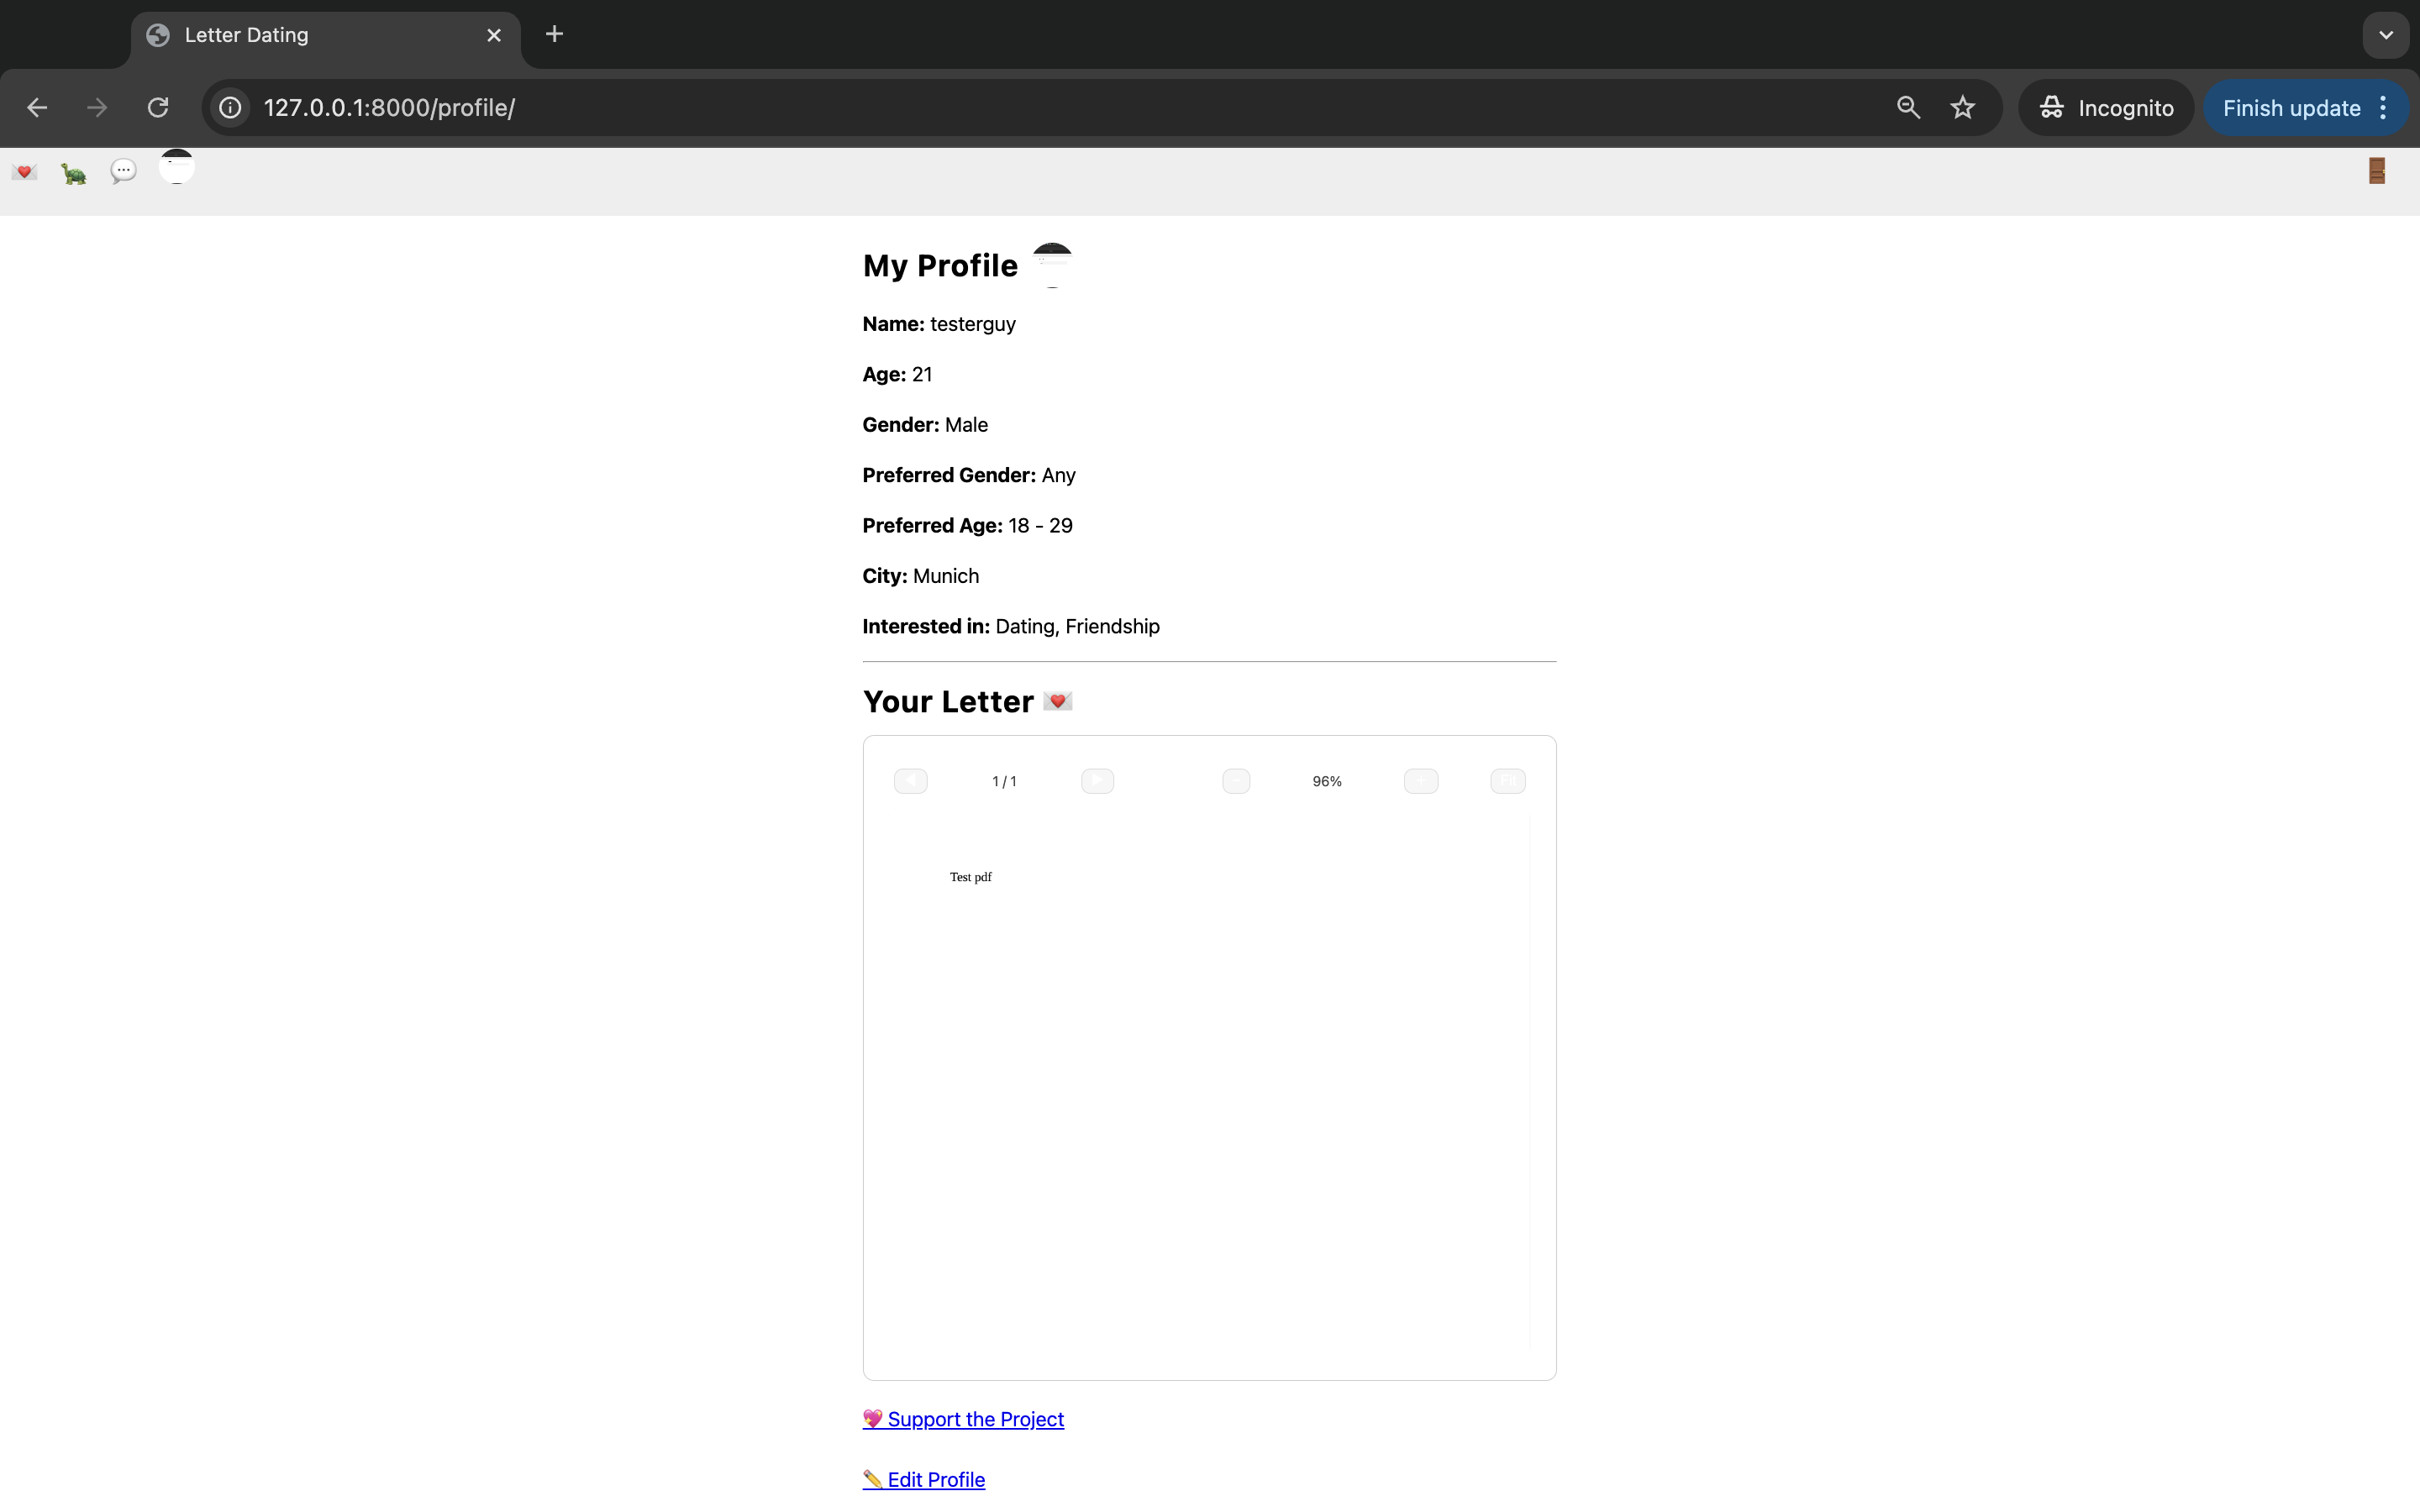 Letter Dating
127.0.0.1:8000/profile/
Incognito
Finish update
My Profile
Name: testerguy
Age: 21
Gender: Male
Preferred Gender: Any
Preferred Age: 18 - 29
City: Munich
Interested in: Dating, Friendship
Your Letter
1 / 1
96%
Test pdf
Support the Project
Edit Profile